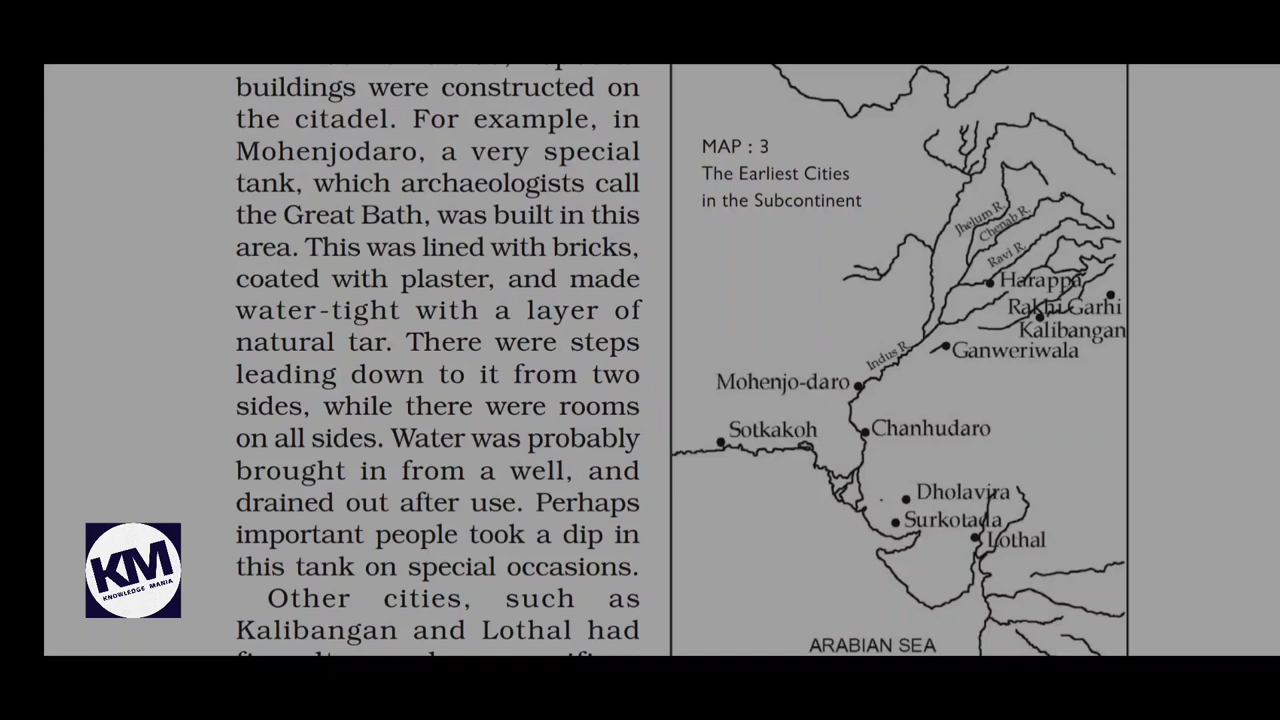 buildings were constructed on
the citadel. For example, in
Mohenjodaro, a very special
tank, which archaeologists call
the Great Bath, was built in this
area. This was lined with bricks,
coated with plaster, and made
water-tight with a layer of
natural tar. There were steps
leading down to it from two
sides, while there were rooms
on all sides. Water was probably
brought in from a well, and
drained out after use. Perhaps
important people took a dip in
this tank on special occasions.
Other cities, such as
Kalibangan and Lothal had
MAP : 3
The Earliest Cities
in the Subcontinent
Jhelum R.
Chenab R.
Ravi R.
Harappa
Rakhi Garhi
Kalibangan
Ganweriwala
Indus R.
Mohenjo-daro
Sotkakoh
Chanhudaro
Dholavira
Surkotada
Lothal
ARABIAN SEA
KM
KNOWLEDGE MANIA